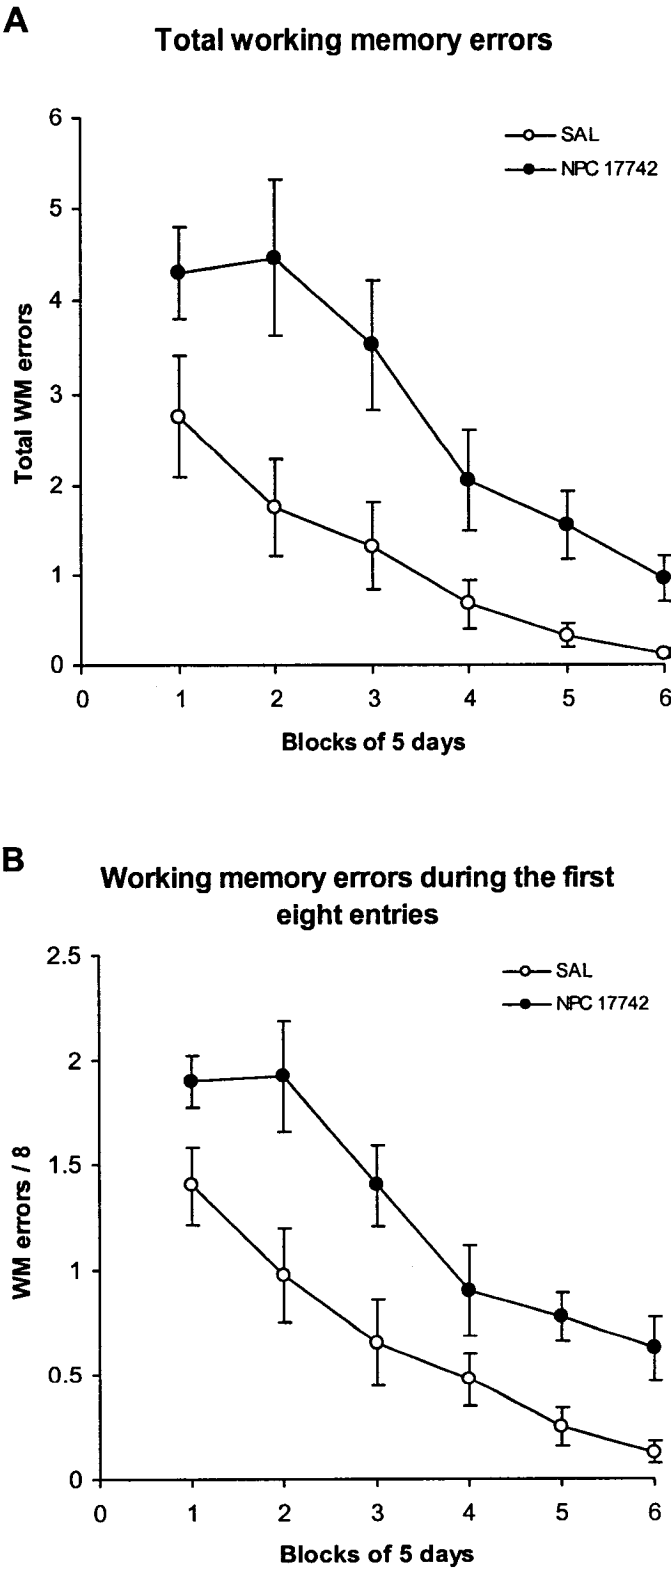 A
Total working memory errors
SAL
NPC 17742
6
5
4
3
2
1
0
Total WM errors
0 1 2 3 4 5 6
Blocks of 5 days
B
Working memory errors during the first
eight entries
SAL
NPC 17742
2.5
2
1.5
1
0.5
0
WM errors / 8
0 1 2 3 4 5 6
Blocks of 5 days